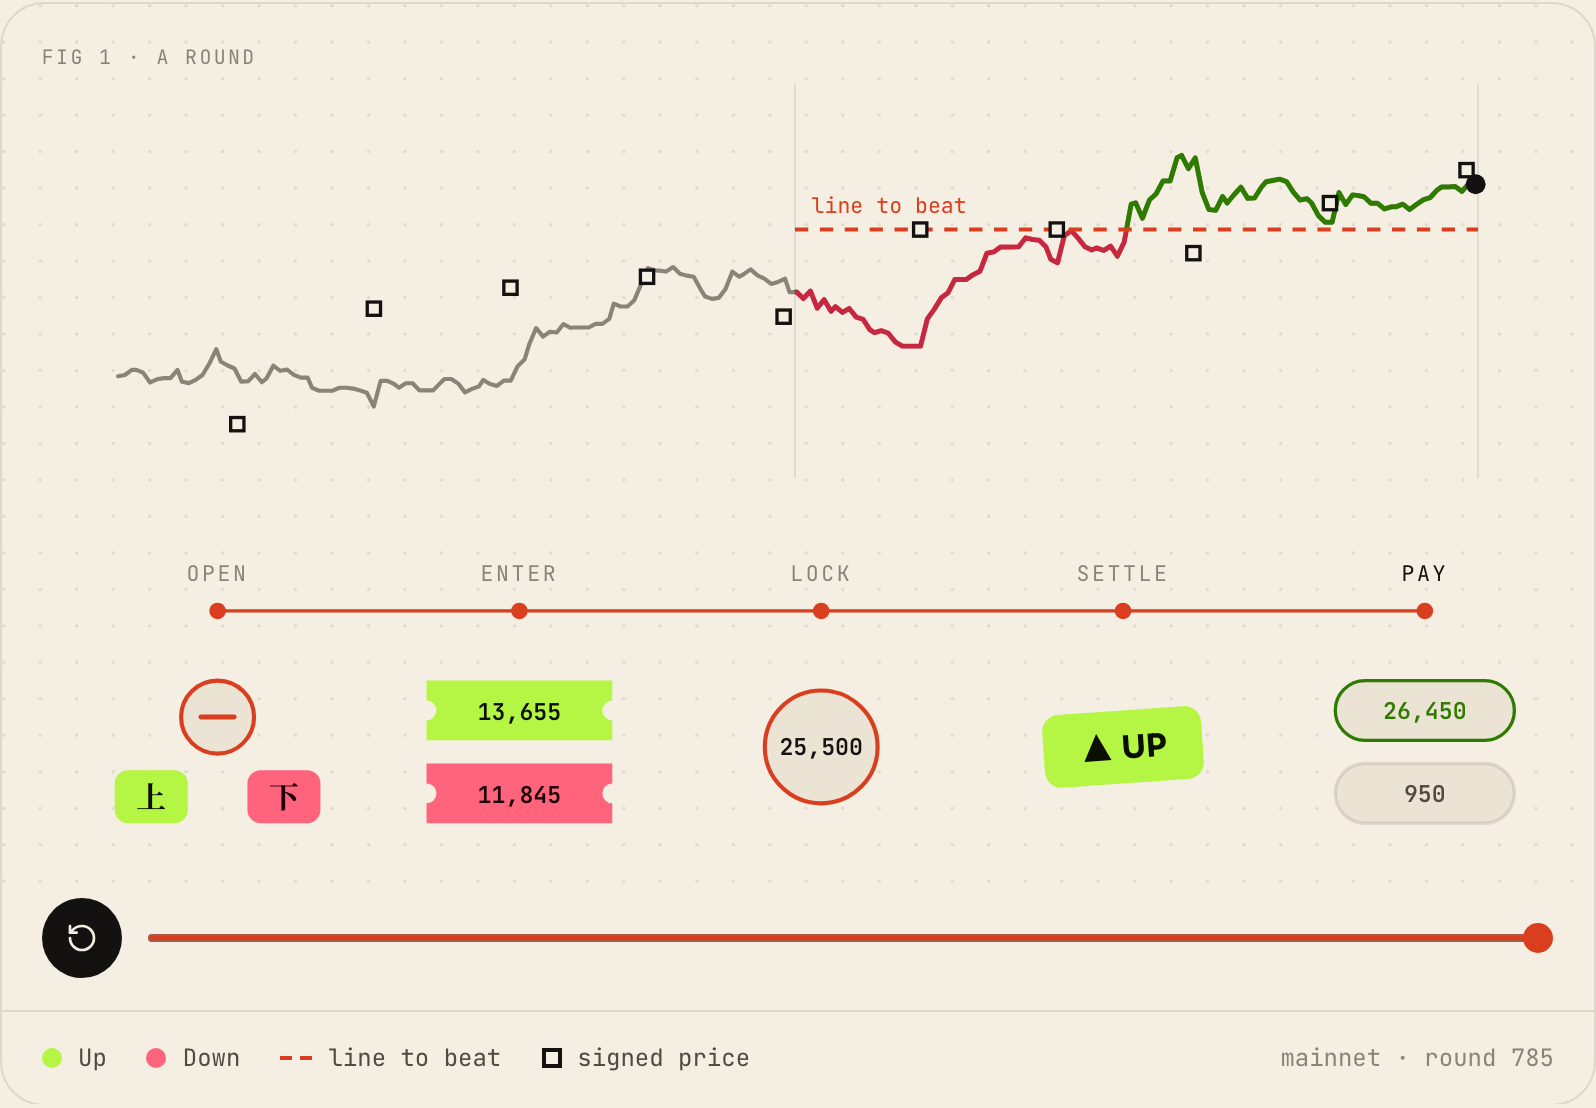 FIG 1 · A ROUND
line to beat
OPEN ENTER LOCK SETTLE PAY
上 下
13,655
11,845
25,500
▲ UP
26,450
950
Up Down line to beat signed price mainnet · round 785